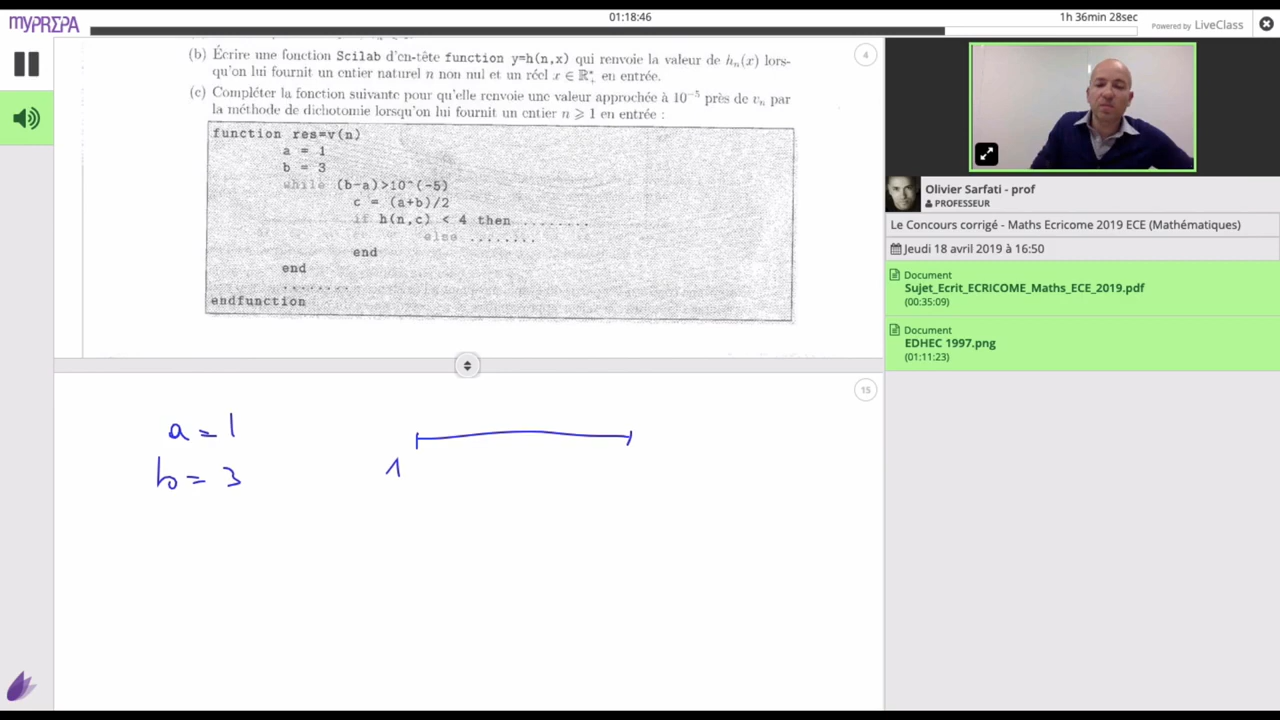 MYPREPA
01:18:46
1h 36min 28sec
Powered by LiveClass
(b) Écrire une fonction Scilab d'en-tête function y=h(n,x) qui renvoie la valeur de hₙ(x) lors-
qu'on lui fournit un entier naturel n non nul et un réel x ∈ ℝ₊* en entrée.
(c) Compléter la fonction suivante pour qu'elle renvoie une valeur approchée à 10⁻⁵ près de vₙ par
la méthode de dichotomie lorsqu'on lui fournit un entier n ⩾ 1 en entrée :
function res=v(n)
a = 1
b = 3
while (b-a)>10^(-5)
c = (a+b)/2
if h(n,c) < 4 then ........
else ........
end
end
........
endfunction
4
15
a = 1
b = 3
1
Olivier Sarfati - prof
PROFESSEUR
Le Concours corrigé - Maths Ecricome 2019 ECE (Mathématiques)
Jeudi 18 avril 2019 à 16:50
Document
Sujet_Ecrit_ECRICOME_Maths_ECE_2019.pdf
(00:35:09)
Document
EDHEC 1997.png
(01:11:23)